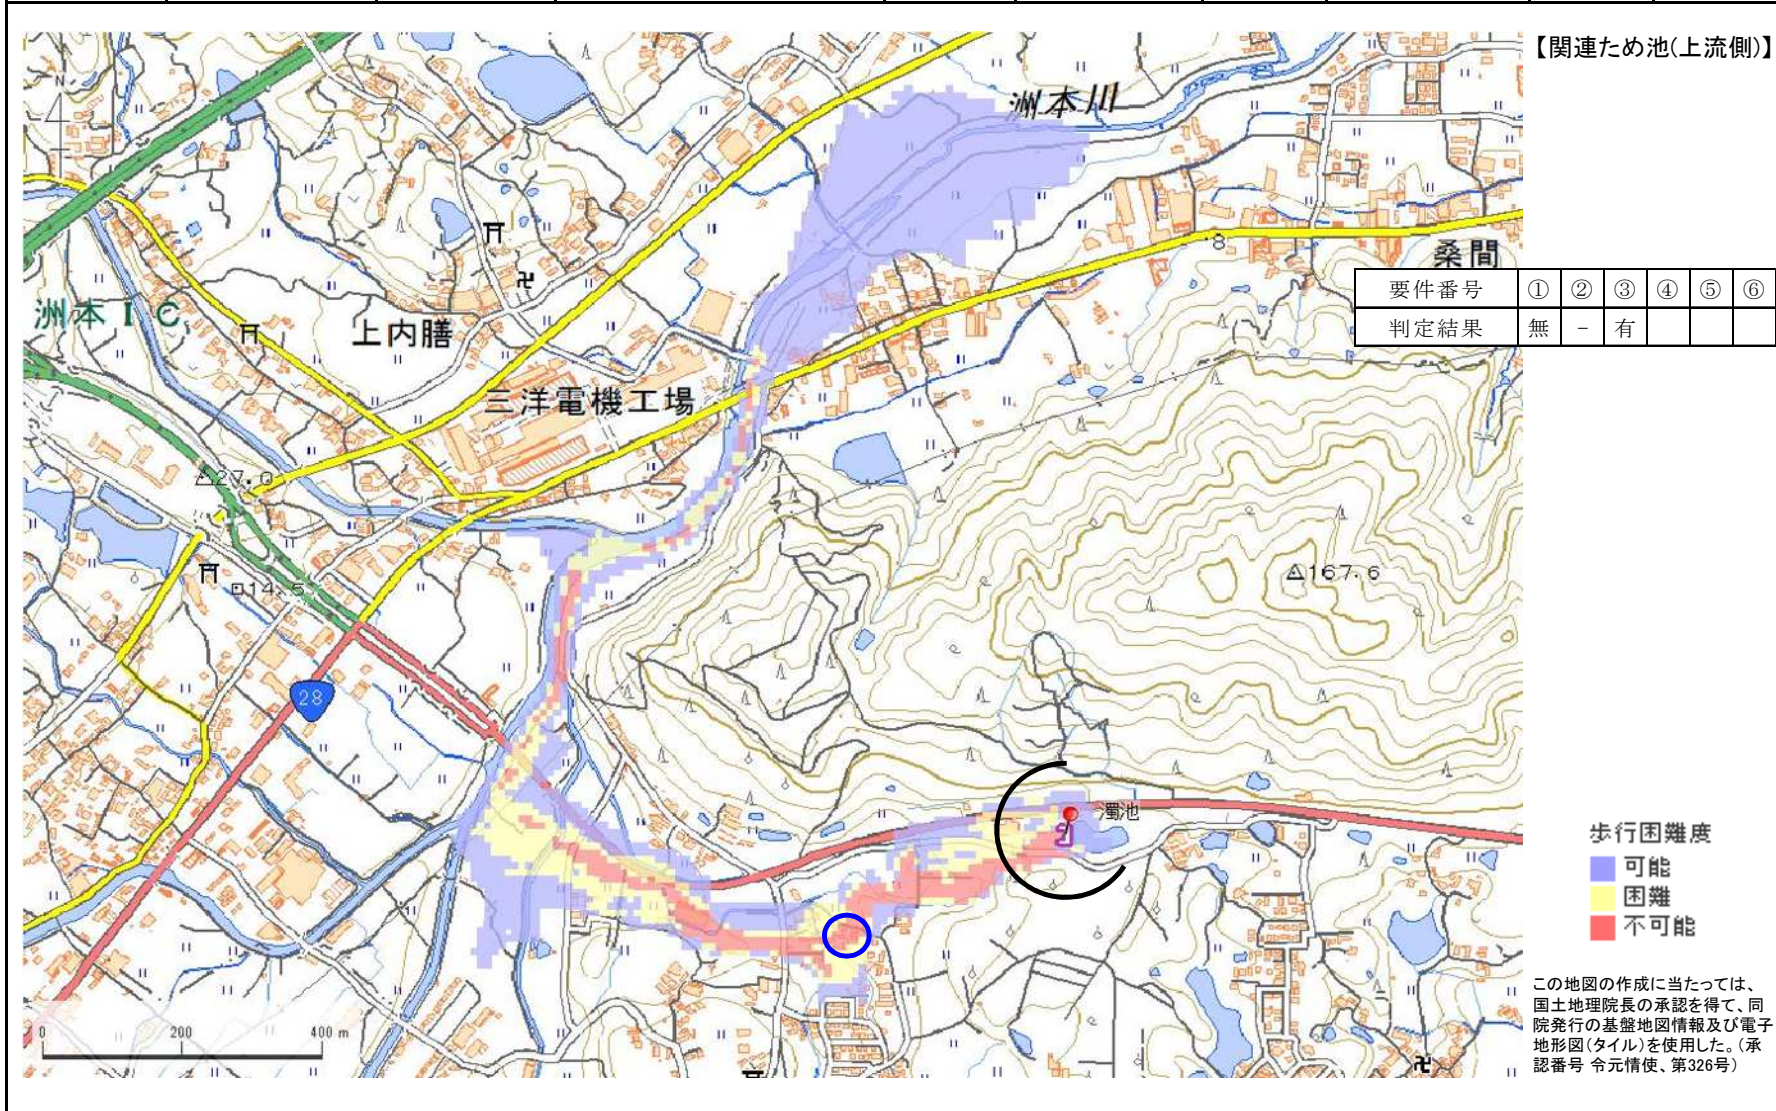 【関連ため池(上流側)】
N
洲本川
8
桑間
要件番号 ① ② ③ ④ ⑤ ⑥
判定結果 無 - 有
洲本IC
上内膳
三洋電機工場
27.0
14.5
167.6
28
濁池
歩行困難度
可能
困難
不可能
この地図の作成に当たっては、
国土地理院長の承認を得て、同
院発行の基盤地図情報及び電子
地形図(タイル)を使用した。(承
認番号 令元情使、第326号)
0 200 400 m